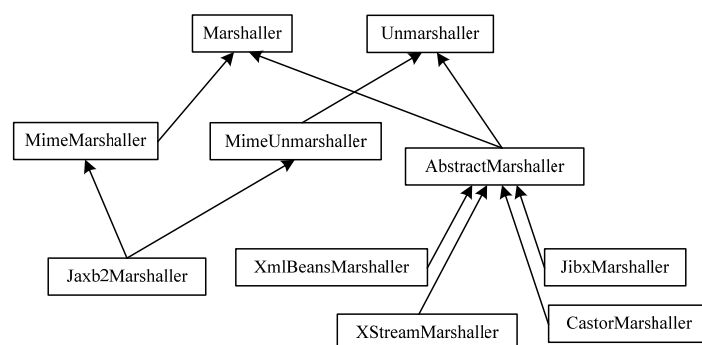 Marshaller
Unmarshaller
MimeMarshaller
MimeUnmarshaller
AbstractMarshaller
Jaxb2Marshaller
XmlBeansMarshaller
JibxMarshaller
XStreamMarshaller
CastorMarshaller